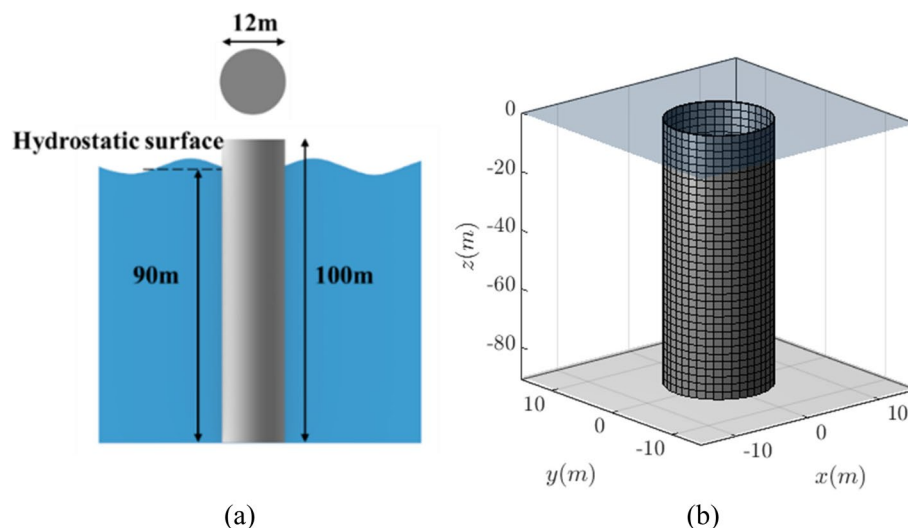 12m
Hydrostatic surface
90m
100m
(a)
0
-20
-40
-60
-80
z(m)
10
0
-10
y(m)
-10
0
10
x(m)
(b)